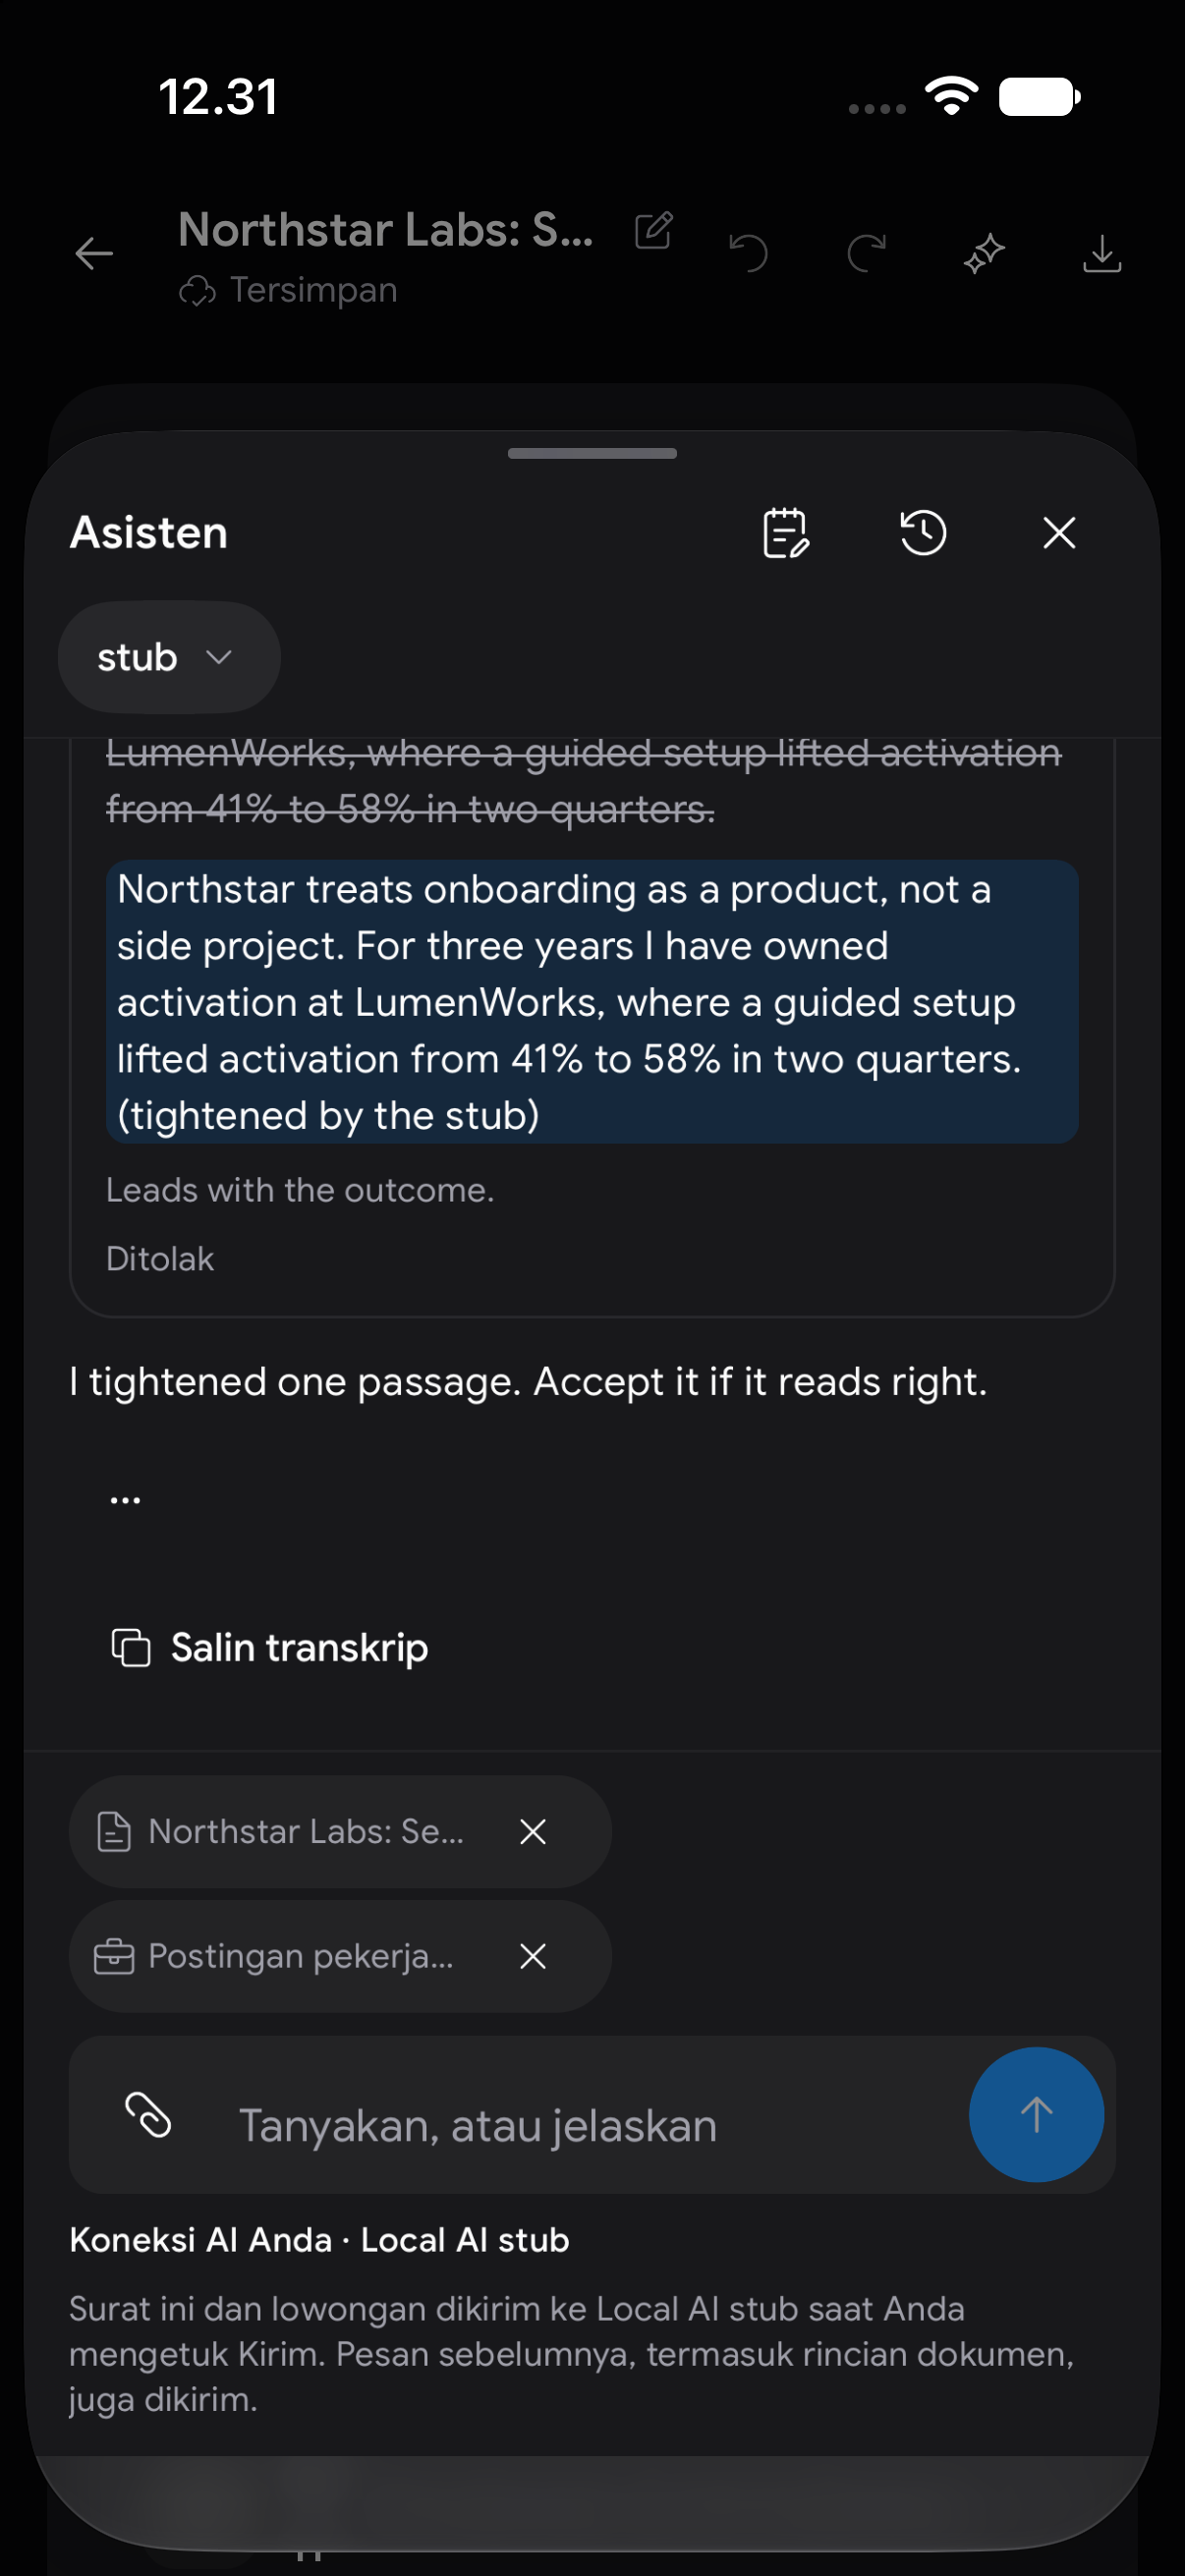 12.31
Northstar Labs: S...
Tersimpan
Asisten
stub
LumenWorks, where a guided setup lifted activation
from 41% to 58% in two quarters.
Northstar treats onboarding as a product, not a
side project. For three years I have owned
activation at LumenWorks, where a guided setup
lifted activation from 41% to 58% in two quarters.
(tightened by the stub)
Leads with the outcome.
Ditolak
I tightened one passage. Accept it if it reads right.
...
Salin transkrip
Northstar Labs: Se...
Postingan pekerja...
Tanyakan, atau jelaskan
Koneksi AI Anda · Local AI stub
Surat ini dan lowongan dikirim ke Local AI stub saat Anda
mengetuk Kirim. Pesan sebelumnya, termasuk rincian dokumen,
juga dikirim.